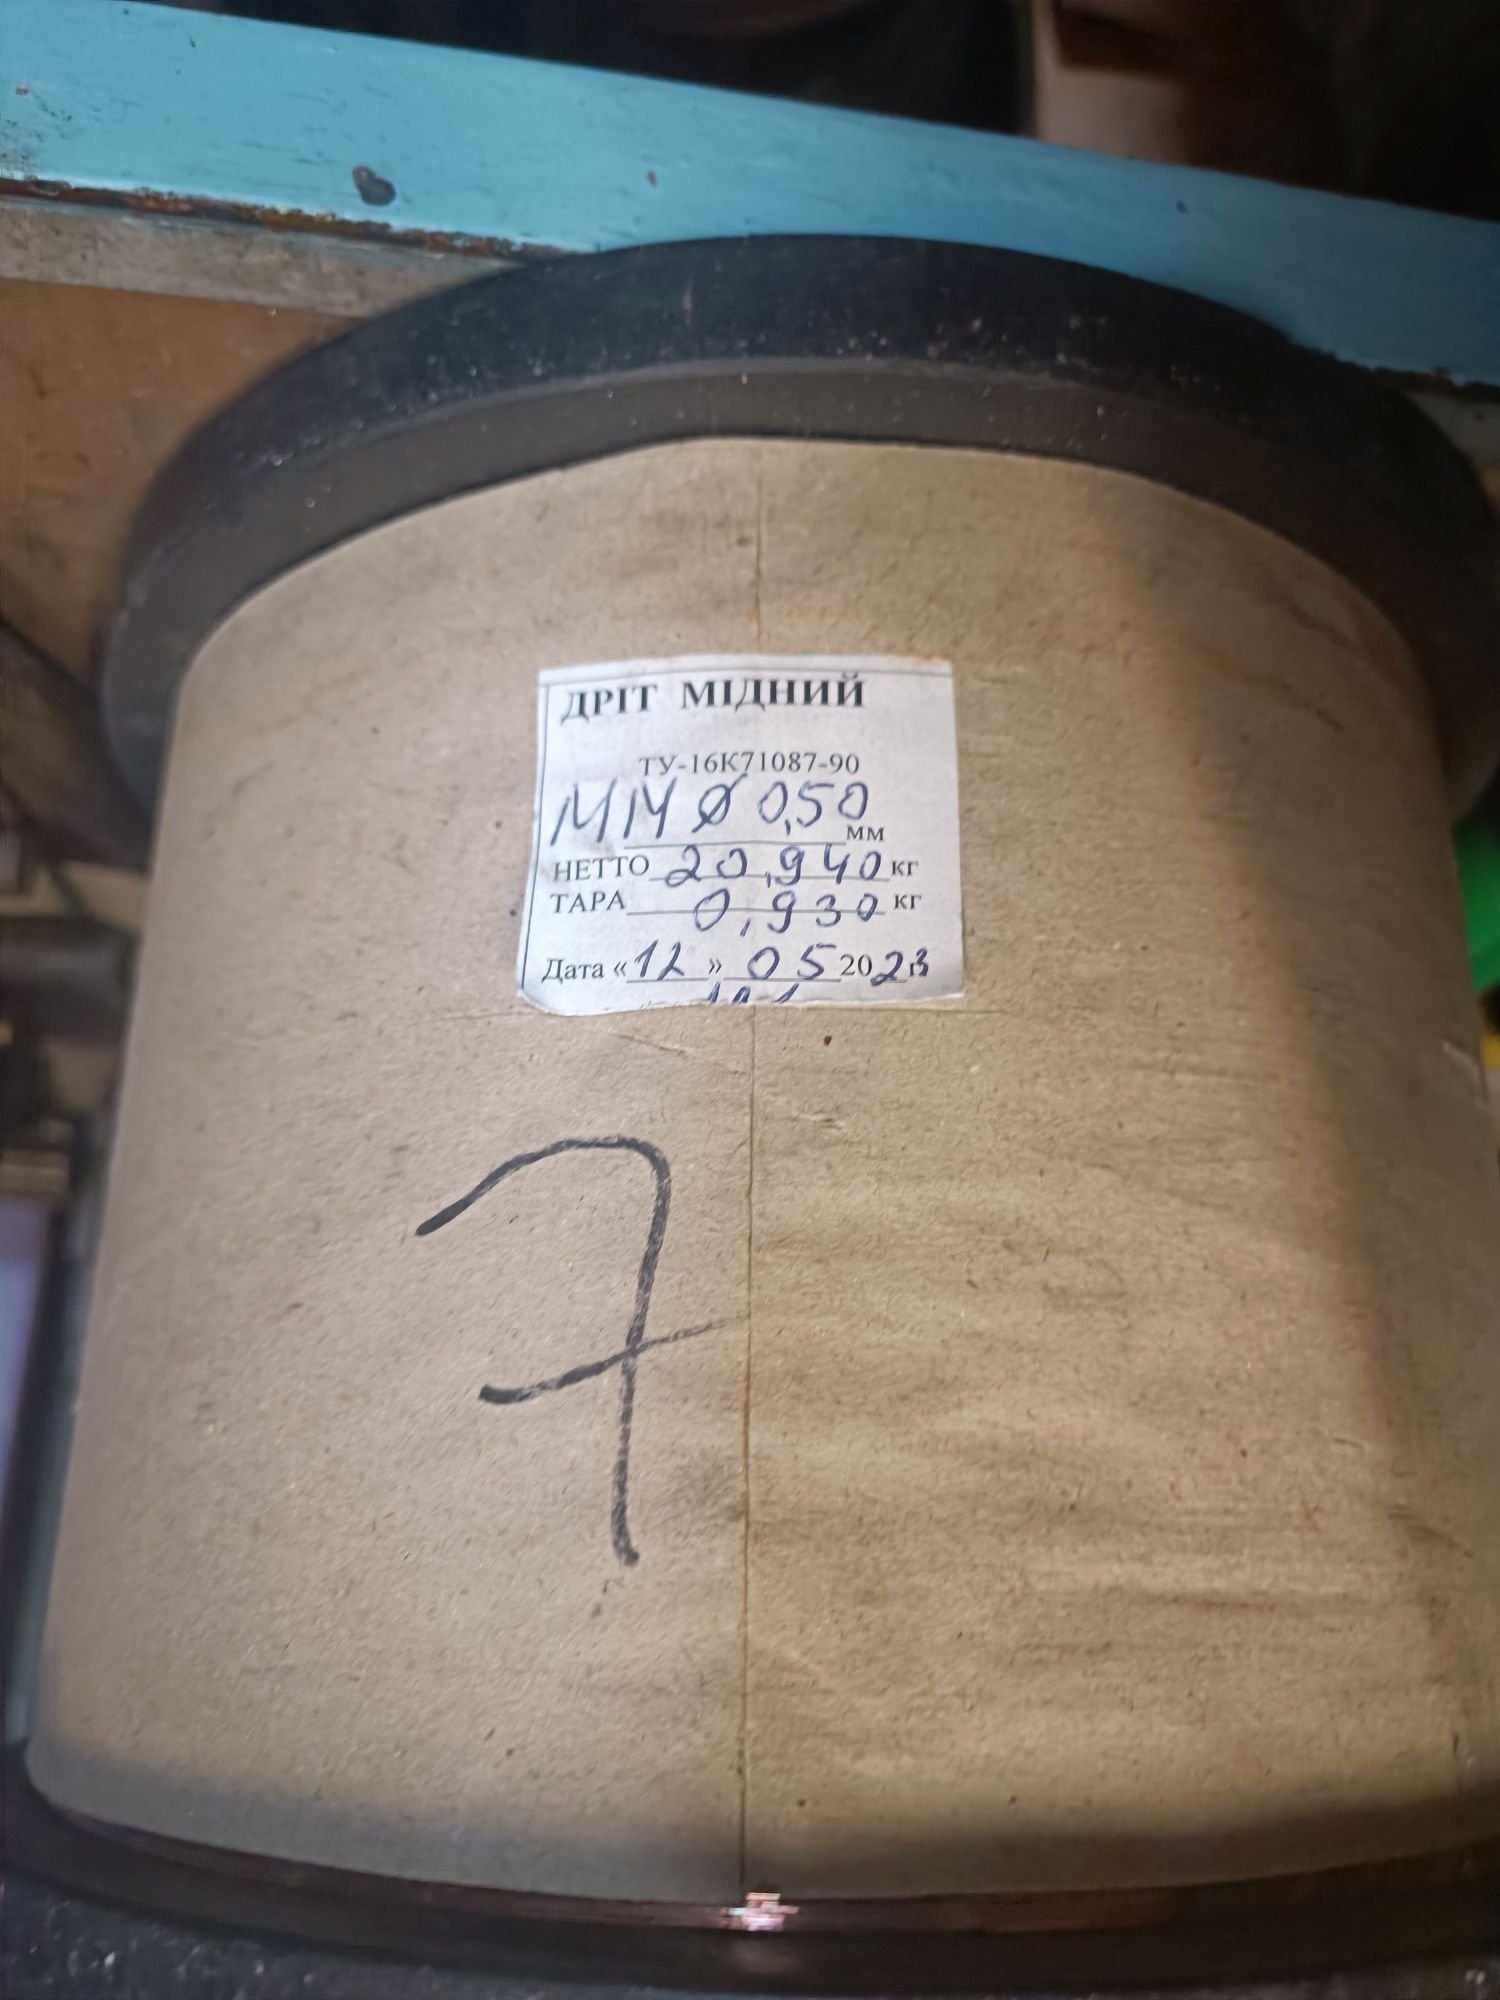 ДРІТ МІДНИЙ
ТУ-16К71087-90
ММ Ø 0,50 мм
НЕТТО 20,940 кг
ТАРА 0,930 кг
Дата «12» 05 2023
7